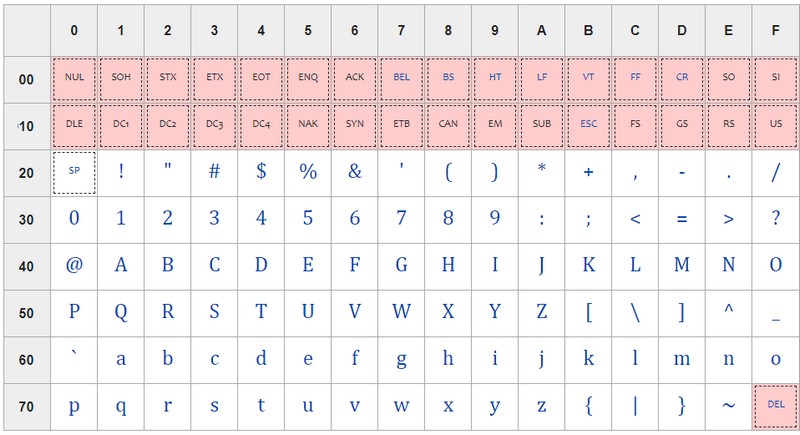 0 1 2 3 4 5 6 7 8 9 A B C D E F
00 NUL SOH STX ETX EOT ENQ ACK BEL BS HT LF VT FF CR SO SI
10 DLE DC1 DC2 DC3 DC4 NAK SYN ETB CAN EM SUB ESC FS GS RS US
20 SP ! " # $ % & ' ( ) * + , - . /
30 0 1 2 3 4 5 6 7 8 9 : ; < = > ?
40 @ A B C D E F G H I J K L M N O
50 P Q R S T U V W X Y Z [ \ ] ^ _
60 ` a b c d e f g h i j k l m n o
70 p q r s t u v w x y z { | } ~ DEL